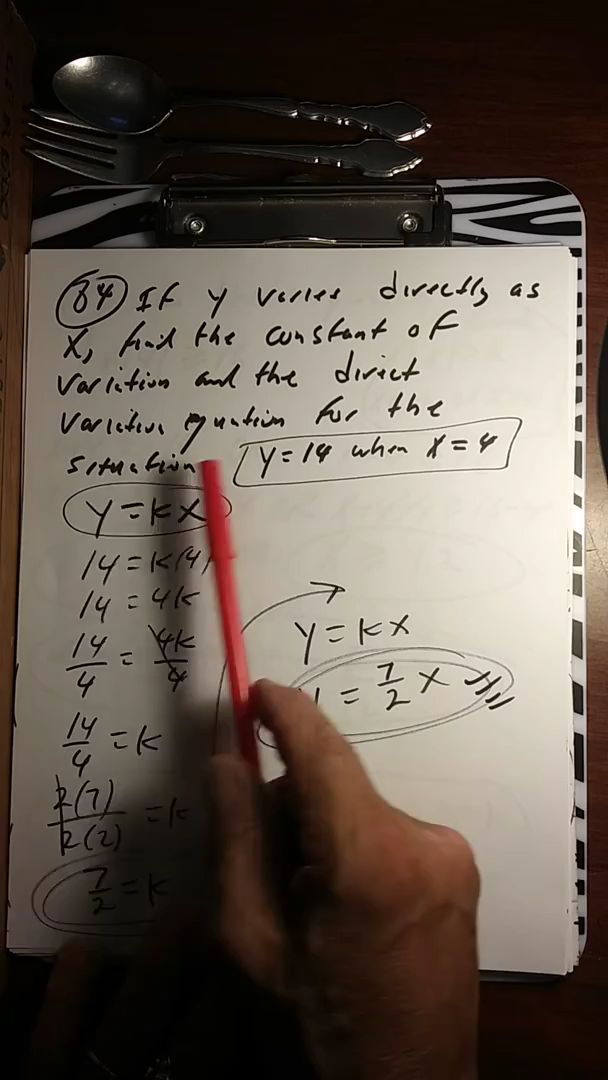 84 If y varies directly as
x, find the constant of
variation and the direct
variation equation for the
situation. y = 14 when x = 4
y = kx
14 = k(4)
14 = 4k
14/4 = 4k/4
14/4 = k
2(7)/2(2) = k
7/2 = k
y = kx
= 7/2 x